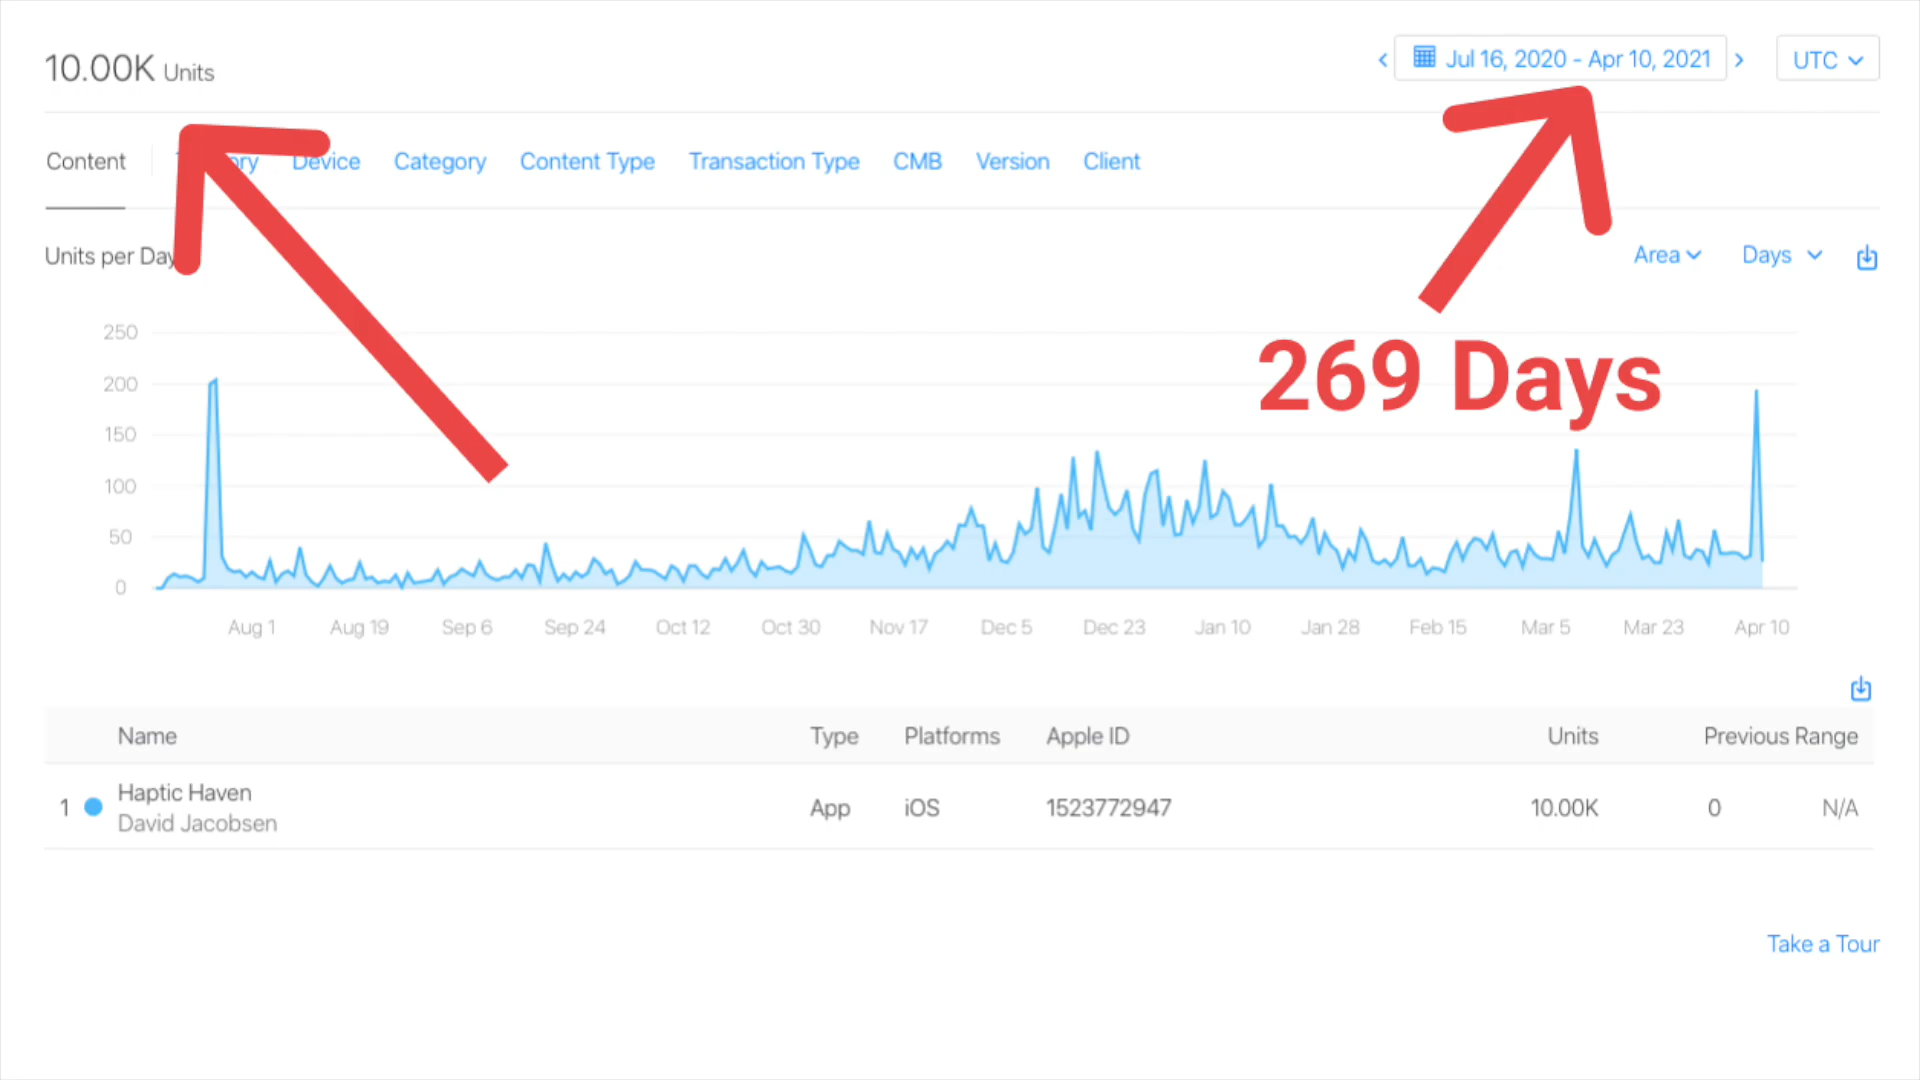 10.00K Units
Jul 16, 2020 - Apr 10, 2021
UTC
Content Device Category Content Type Transaction Type CMB Version Client
Units per Day
Area Days
269 Days
250
200
150
100
50
0
Aug 1 Aug 19 Sep 6 Sep 24 Oct 12 Oct 30 Nov 17 Dec 5 Dec 23 Jan 10 Jan 28 Feb 15 Mar 5 Mar 23 Apr 10
Name Type Platforms Apple ID Units Previous Range
1 Haptic Haven App iOS 1523772947 10.00K 0 N/A
David Jacobsen
Take a Tour